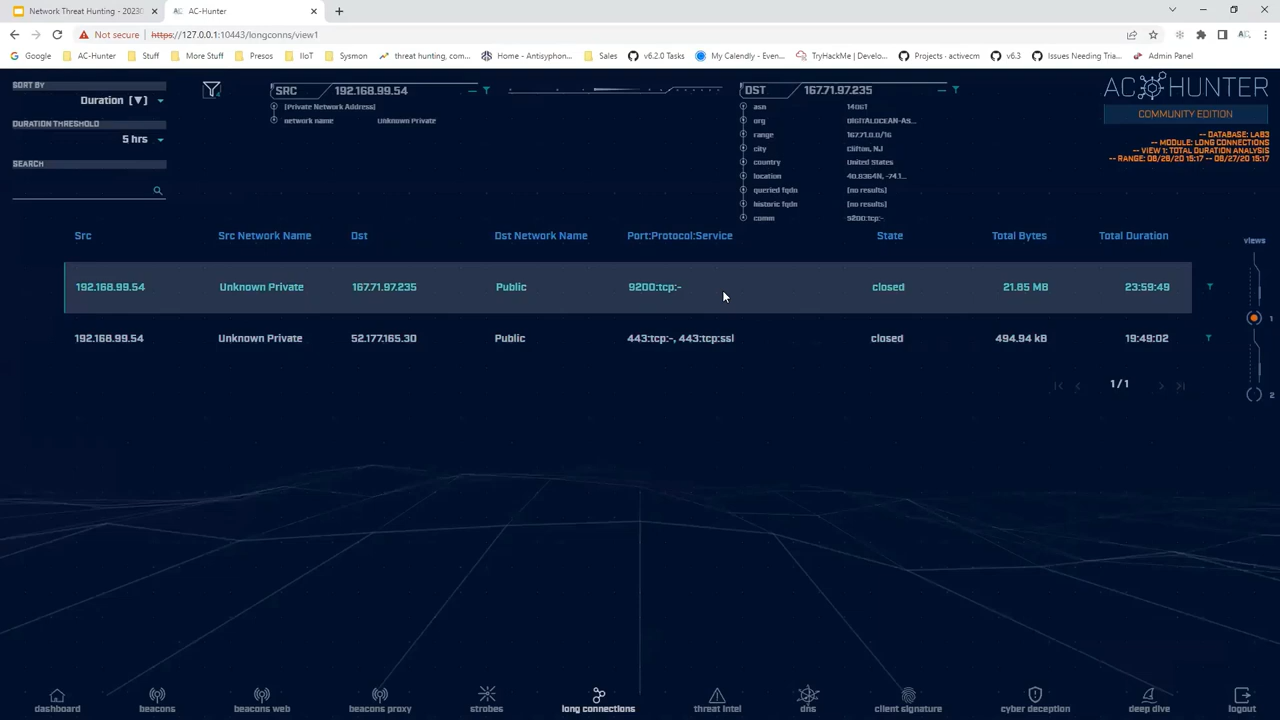 Network Threat Hunting - 20230
AC-Hunter
Not secure
https://127.0.0.1:10443/longconns/view1
Google
AC-Hunter
Stuff
More Stuff
Presos
IIoT
Sysmon
threat hunting, com...
Home - Antisyphon...
Sales
v6.2.0 Tasks
My Calendly - Even...
TryHackMe | Develo...
Projects · activecm
v6.3
Issues Needing Tria...
Admin Panel
SORT BY
Duration [▼]
DURATION THRESHOLD
5 hrs
SEARCH
SRC 192.168.99.54
[Private Network Address]
network name Unknown Private
DST 167.71.97.235
asn 14061
org DIGITALOCEAN-AS...
range 167.71.0.0/16
city Clifton, NJ
country United States
location 40.8364N, -74.1...
queried fqdn [no results]
historic fqdn [no results]
comm 9200:tcp:-
AC HUNTER
COMMUNITY EDITION
-- DATABASE: LAB3
-- MODULE: LONG CONNECTIONS
-- VIEW 1: TOTAL DURATION ANALYSIS
-- RANGE: 08/26/20 15:17 -- 08/27/20 15:17
Src Src Network Name Dst Dst Network Name Port:Protocol:Service State Total Bytes Total Duration
192.168.99.54 Unknown Private 167.71.97.235 Public 9200:tcp:- closed 21.85 MB 23:59:49
192.168.99.54 Unknown Private 52.177.165.30 Public 443:tcp:-, 443:tcp:ssl closed 494.94 kB 19:49:02
1 / 1
views
1
2
dashboard
beacons
beacons web
beacons proxy
strobes
long connections
threat intel
dns
client signature
cyber deception
deep dive
logout